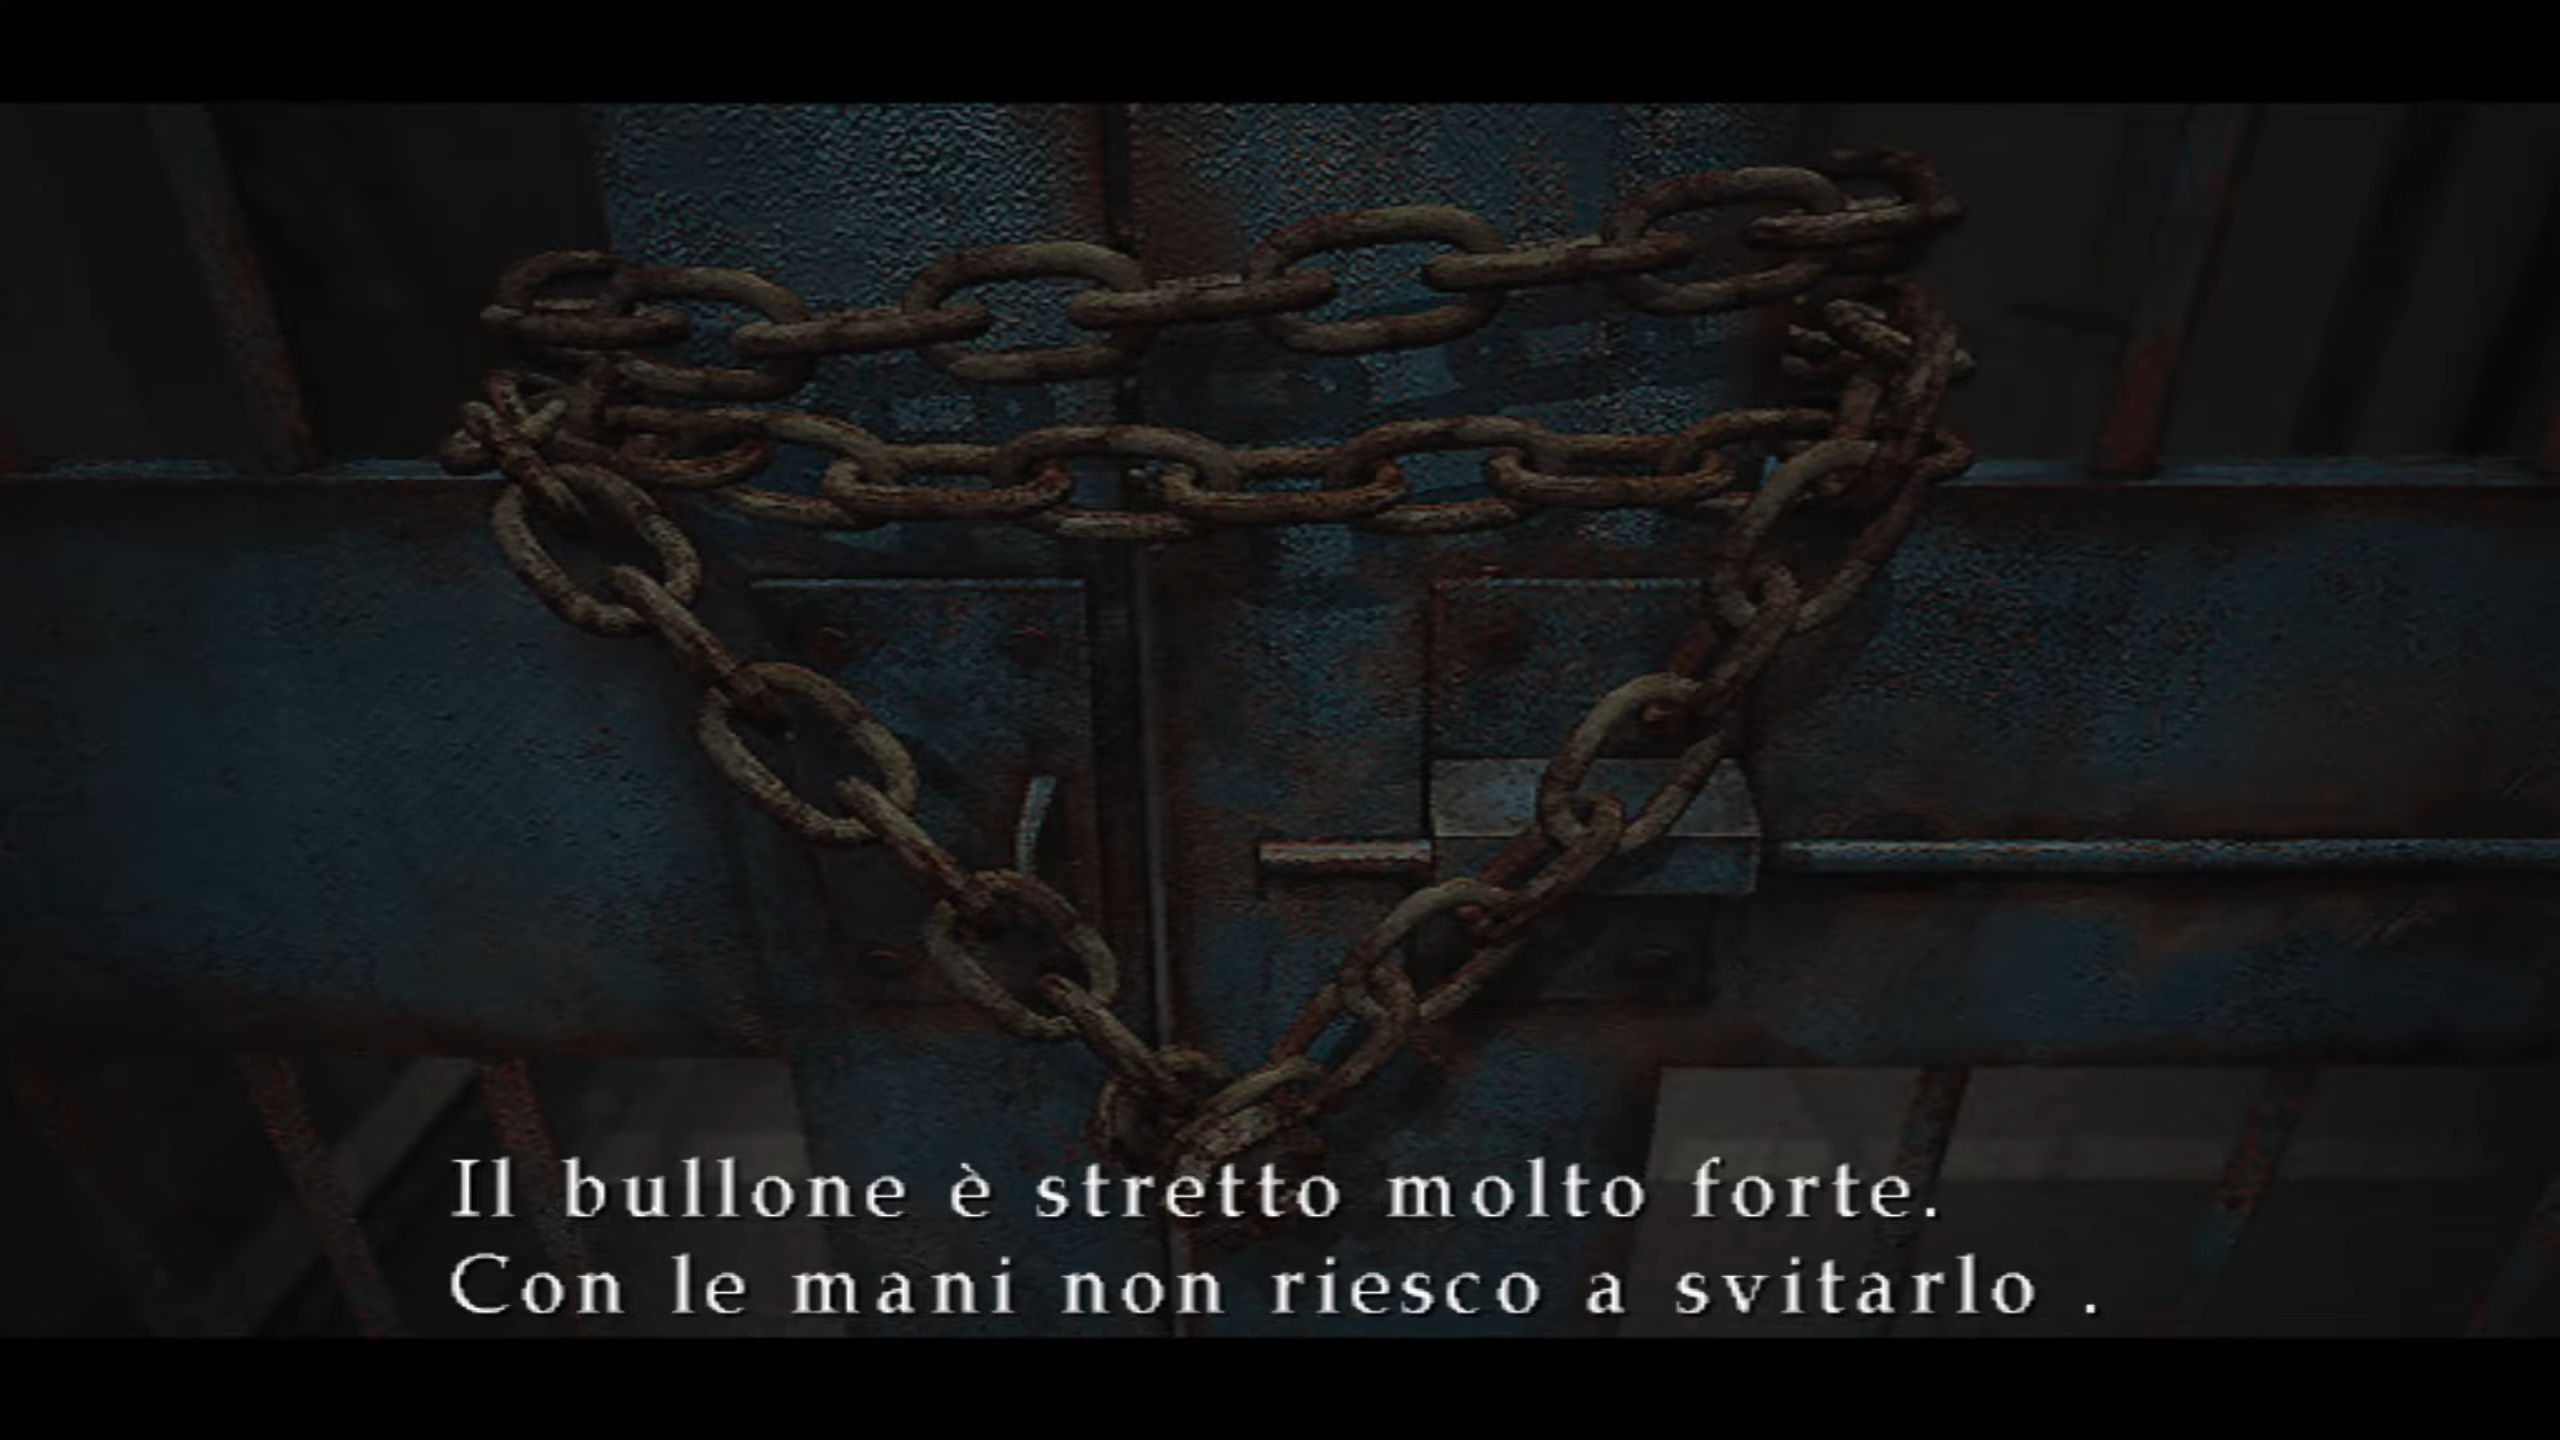 Il bullone è stretto molto forte.
Con le mani non riesco a svitarlo .